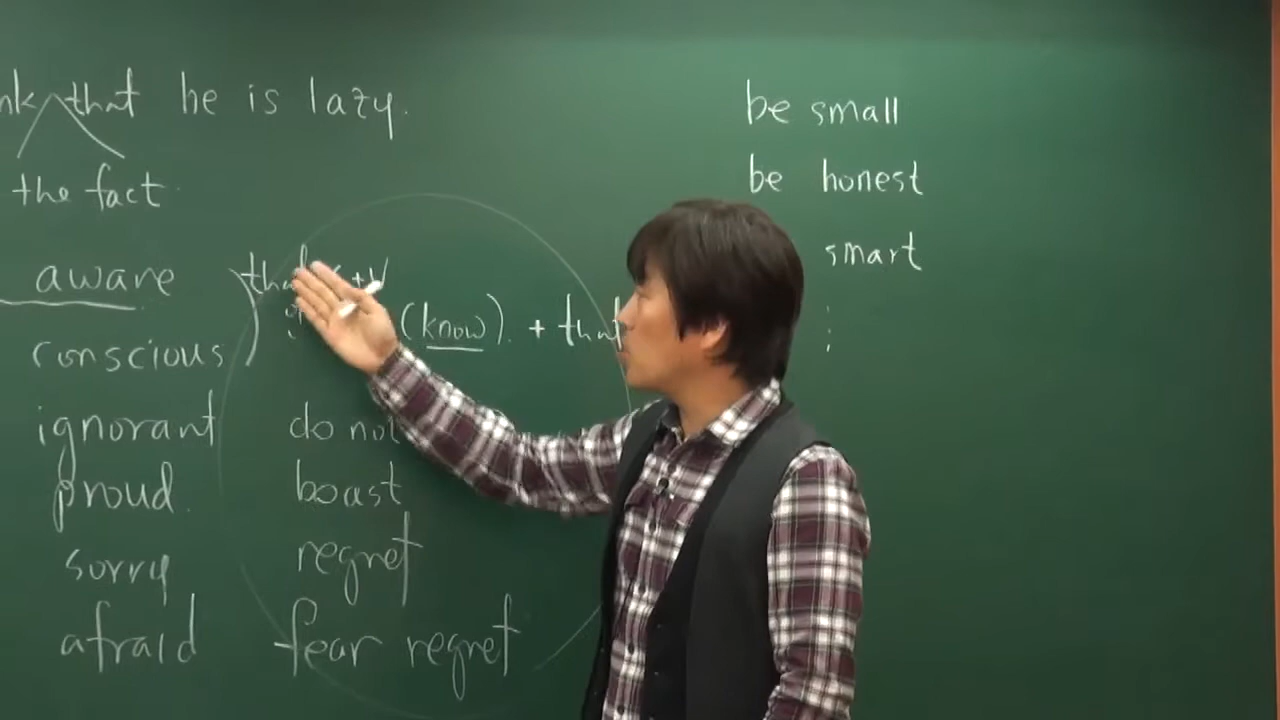 that he is lazy.
the fact
aware that + V
of (know). + that
conscious
ignorant do not
proud. boast
sorry regret
afraid fear regret
be small
be honest
smart